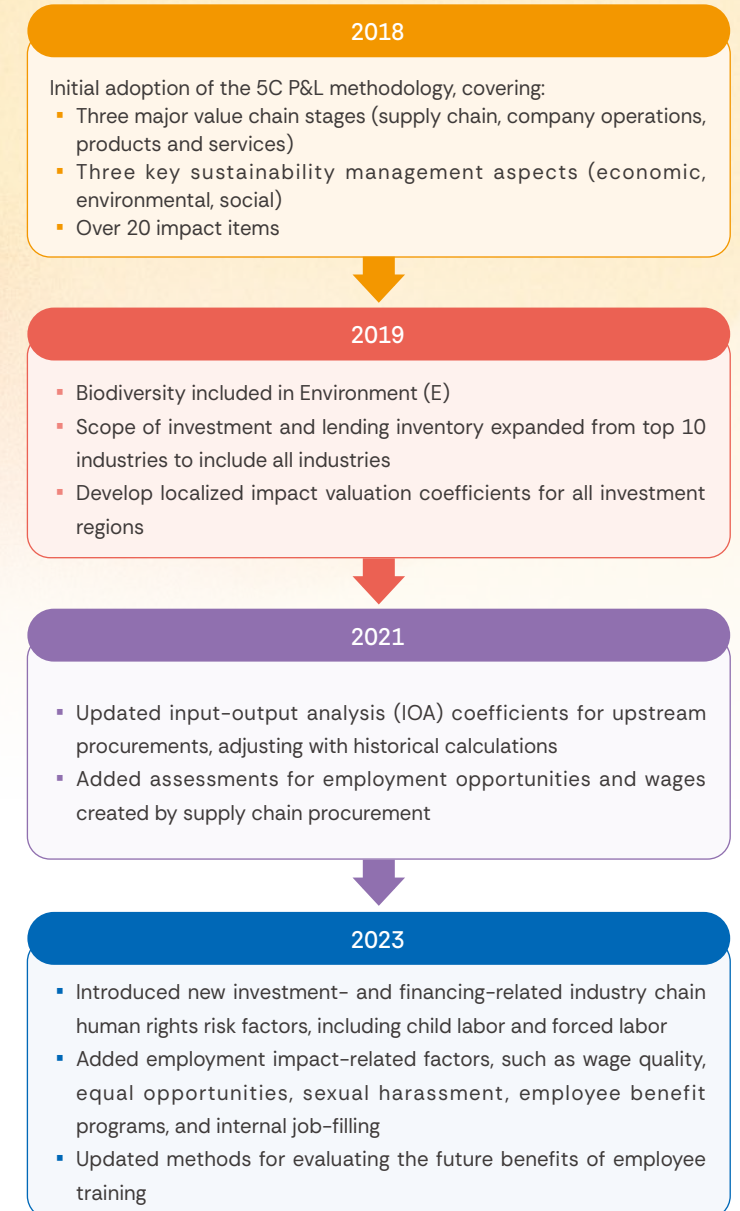 2018
Initial adoption of the 5C P&L methodology, covering:
▪ Three major value chain stages (supply chain, company operations,
products and services)
▪ Three key sustainability management aspects (economic,
environmental, social)
▪ Over 20 impact items
2019
▪ Biodiversity included in Environment (E)
▪ Scope of investment and lending inventory expanded from top 10
industries to include all industries
▪ Develop localized impact valuation coefficients for all investment
regions
2021
▪ Updated input-output analysis (IOA) coefficients for upstream
procurements, adjusting with historical calculations
▪ Added assessments for employment opportunities and wages
created by supply chain procurement
2023
▪ Introduced new investment- and financing-related industry chain
human rights risk factors, including child labor and forced labor
▪ Added employment impact-related factors, such as wage quality,
equal opportunities, sexual harassment, employee benefit
programs, and internal job-filling
▪ Updated methods for evaluating the future benefits of employee
training